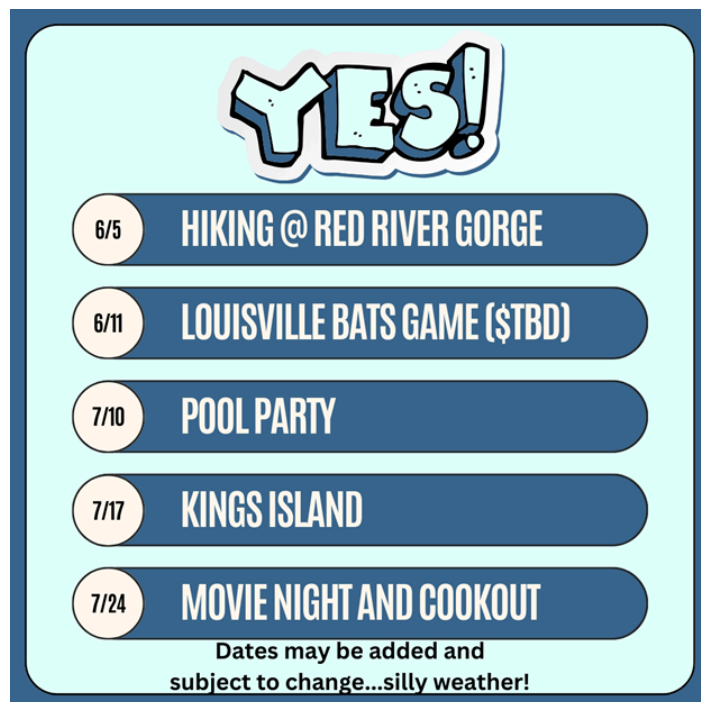 YES!
6/5 HIKING @ RED RIVER GORGE
6/11 LOUISVILLE BATS GAME ($TBD)
7/10 POOL PARTY
7/17 KINGS ISLAND
7/24 MOVIE NIGHT AND COOKOUT
Dates may be added and
subject to change...silly weather!